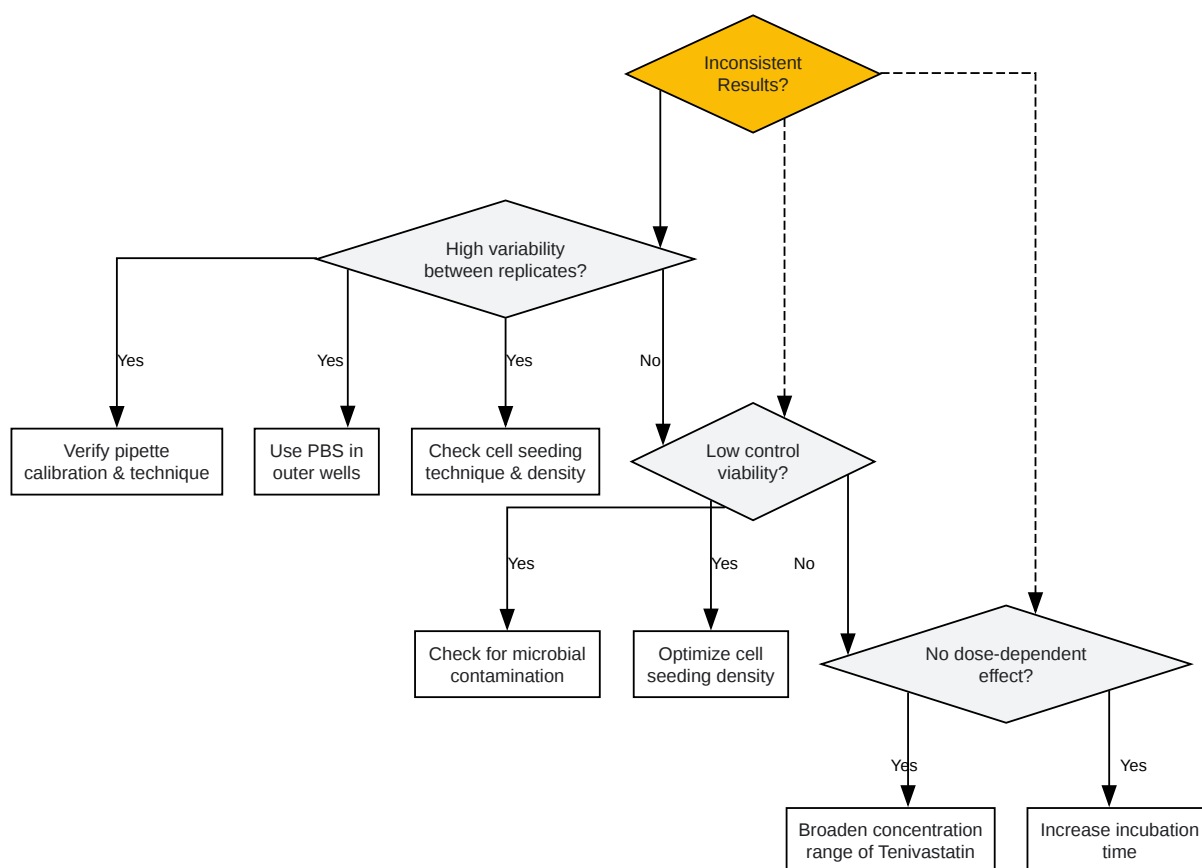 Inconsistent
Results?
High variability
between replicates?
Yes
Yes
Yes
No
Verify pipette
calibration & technique
Use PBS in
outer wells
Check cell seeding
technique & density
Low control
viability?
Yes
Yes
No
Check for microbial
contamination
Optimize cell
seeding density
No dose-dependent
effect?
Yes
Yes
Broaden concentration
range of Tenivastatin
Increase incubation
time